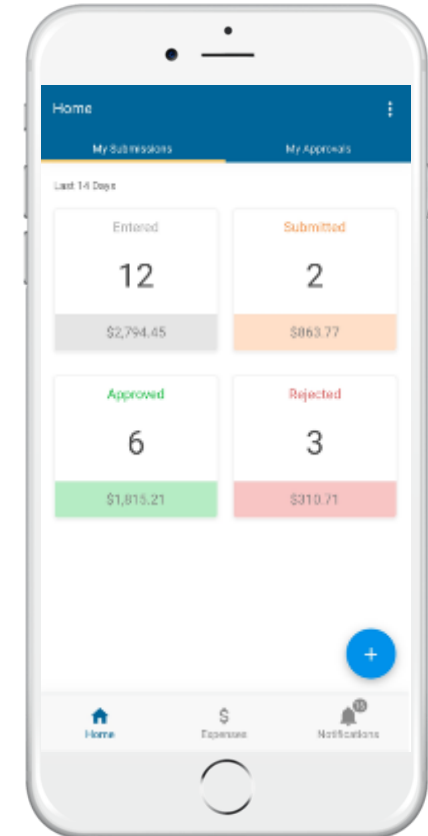 Home
My Submissions
My Approvals
Last 14 Days
Entered
Submitted
12
2
$2,794.45
$863.77
Approved
Rejected
6
3
$1,815.21
$310.71
+
15
Home
$
Expenses
Notifications